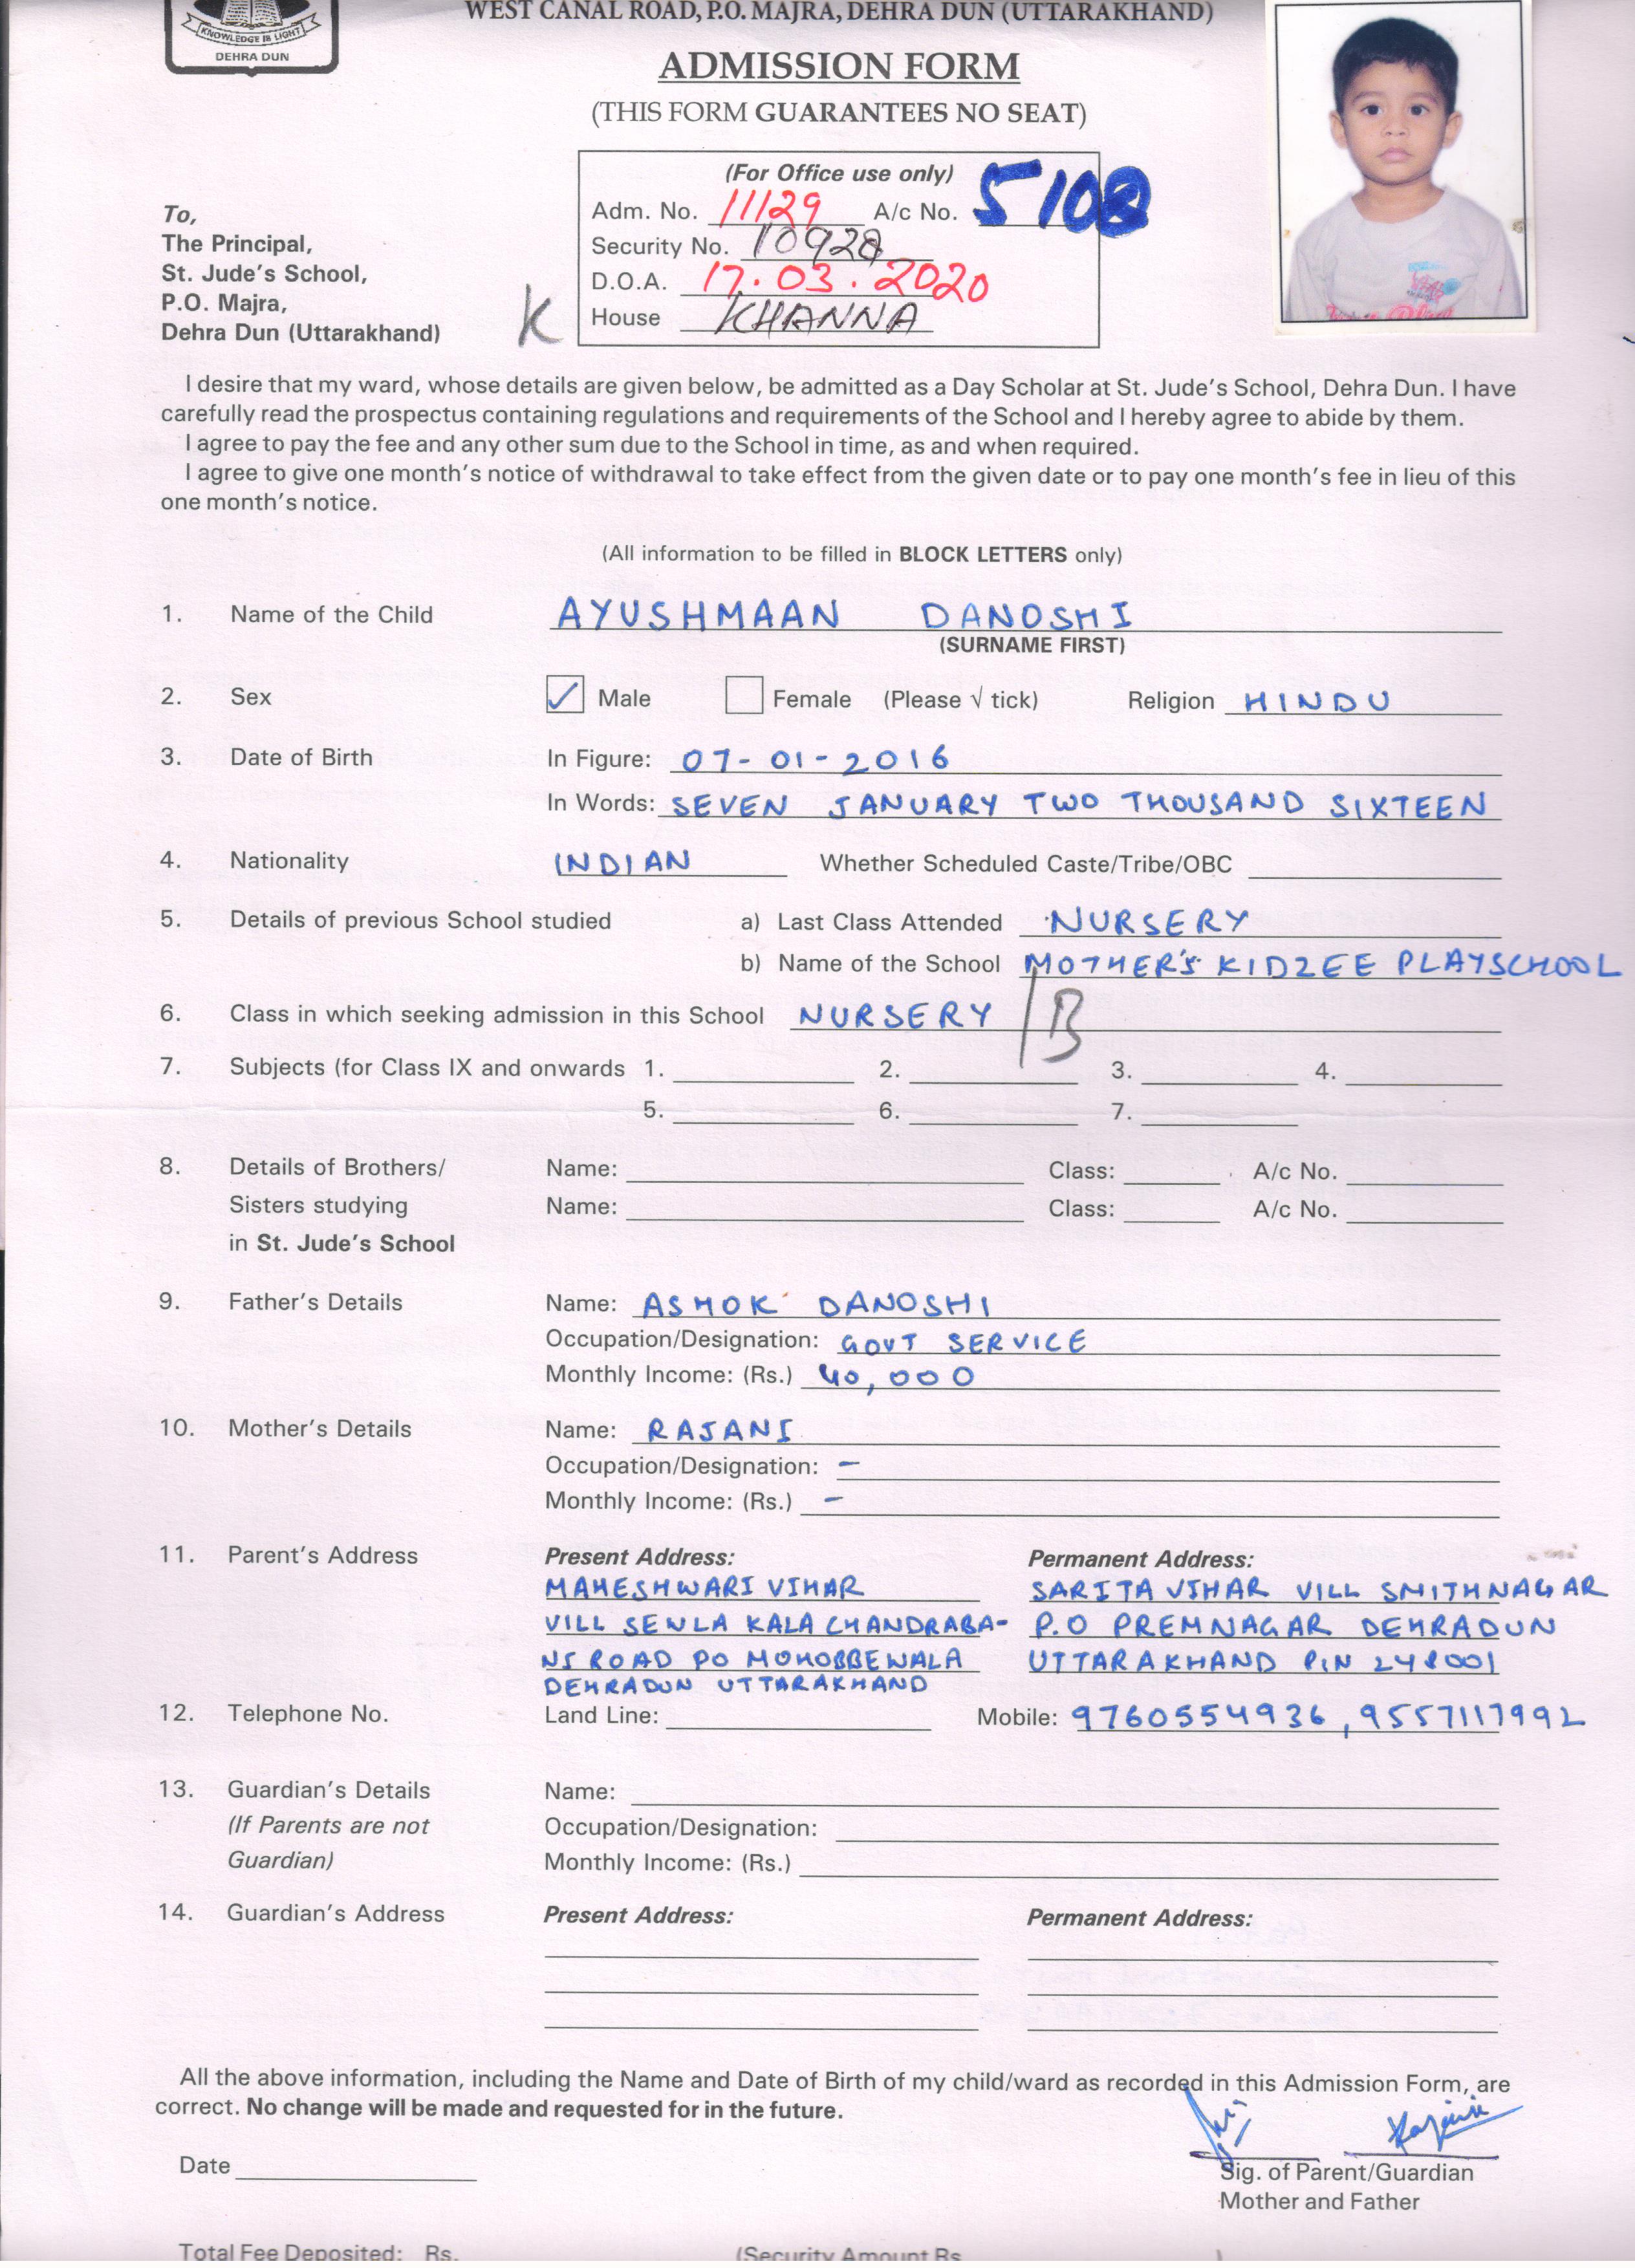 KNOWLEDGE IS LIGHT
DEHRA DUN
WEST CANAL ROAD, P.O. MAJRA, DEHRA DUN (UTTARAKHAND)
ADMISSION FORM
(THIS FORM GUARANTEES NO SEAT)
(For Office use only)
Adm. No. 11129 A/c No. 5108
Security No. 10928
D.O.A. 17.03.2020
House KHANNA
K
To,
The Principal,
St. Jude's School,
P.O. Majra,
Dehra Dun (Uttarakhand)
I desire that my ward, whose details are given below, be admitted as a Day Scholar at St. Jude's School, Dehra Dun. I have
carefully read the prospectus containing regulations and requirements of the School and I hereby agree to abide by them.
I agree to pay the fee and any other sum due to the School in time, as and when required.
I agree to give one month's notice of withdrawal to take effect from the given date or to pay one month's fee in lieu of this
one month's notice.
(All information to be filled in BLOCK LETTERS only)
1. Name of the Child AYUSHMAAN DANOSHI
(SURNAME FIRST)
2. Sex ✓ Male Female (Please √ tick) Religion HINDU
3. Date of Birth In Figure: 07-01-2016
In Words: SEVEN JANUARY TWO THOUSAND SIXTEEN
4. Nationality INDIAN Whether Scheduled Caste/Tribe/OBC
5. Details of previous School studied a) Last Class Attended NURSERY
b) Name of the School MOTHER'S KIDZEE PLAYSCHOOL
6. Class in which seeking admission in this School NURSERY /B
7. Subjects (for Class IX and onwards 1. 2. 3. 4.
5. 6. 7.
8. Details of Brothers/ Name: Class: A/c No.
Sisters studying Name: Class: A/c No.
in St. Jude's School
9. Father's Details Name: ASHOK DANOSHI
Occupation/Designation: GOVT SERVICE
Monthly Income: (Rs.) 40,000
10. Mother's Details Name: RAJANI
Occupation/Designation: -
Monthly Income: (Rs.) -
11. Parent's Address Present Address: Permanent Address:
MAHESHWARI VIHAR SARITA VIHAR VILL SMITHNAGAR
VILL SEWLA KALA CHANDRABA- P.O PREMNAGAR DEHRADUN
NI ROAD PO MOHOBBEWALA UTTARAKHAND PIN 248001
DEHRADUN UTTARAKHAND
12. Telephone No. Land Line: Mobile: 9760554936, 9557117992
13. Guardian's Details Name:
(If Parents are not Occupation/Designation:
Guardian) Monthly Income: (Rs.)
14. Guardian's Address Present Address: Permanent Address:
All the above information, including the Name and Date of Birth of my child/ward as recorded in this Admission Form, are
correct. No change will be made and requested for in the future.
Rajani
Date
Sig. of Parent/Guardian
Mother and Father
Total Fee Deposited: Rs. (Security Amount Rs. )